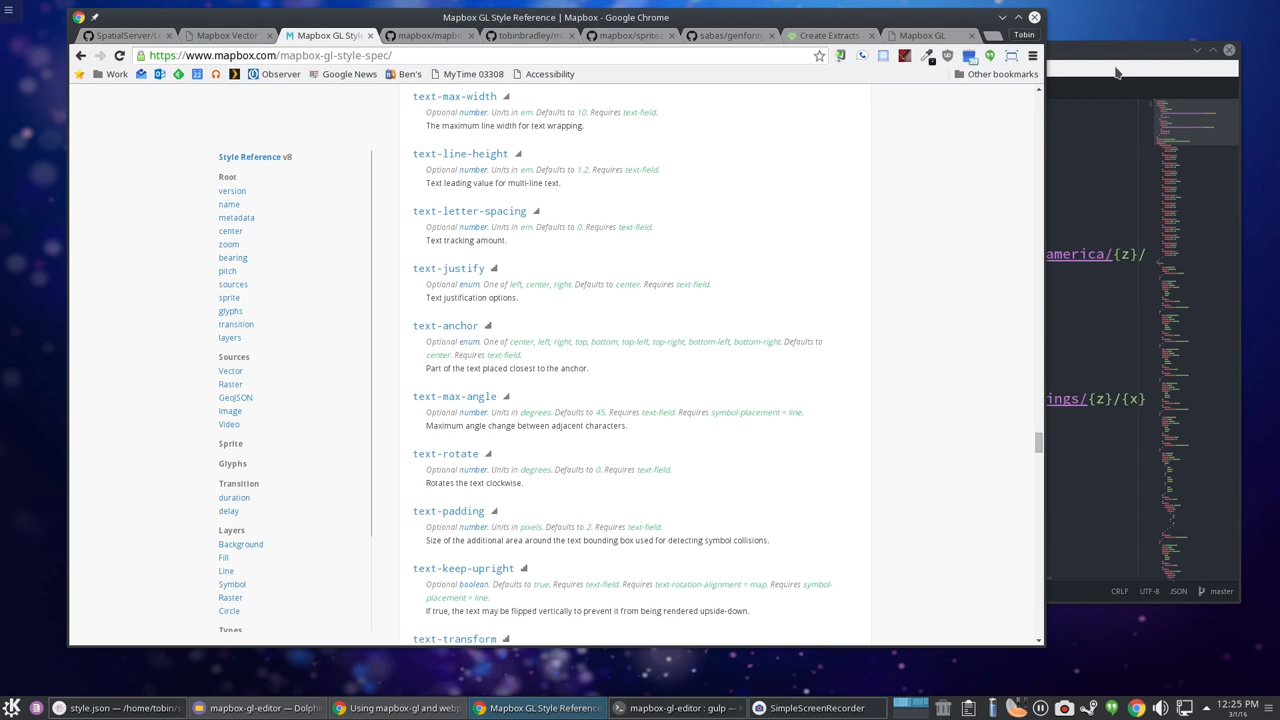 Mapbox GL Style Reference | Mapbox - Google Chrome
SpatialServer/L
Mapbox Vector
Mapbox GL Style
mapbox/mapbo
tobinbradley/m
mapbox/sprite
sabas/genfont
Create Extracts
Mapbox GL
Tobin
https://www.mapbox.com/mapbox-gl-style-spec/
Work
22
Observer
Google News
Ben's
MyTime 03308
Accessibility
Other bookmarks
Style Reference v8
Root
version
name
metadata
center
zoom
bearing
pitch
sources
sprite
glyphs
transition
layers
Sources
Vector
Raster
GeoJSON
Image
Video
Sprite
Glyphs
Transition
duration
delay
Layers
Background
Fill
Line
Symbol
Raster
Circle
Types
text-max-width
Optional number. Units in em. Defaults to 10. Requires text-field.
The maximum line width for text wrapping.
text-line-height
Optional number. Units in em. Defaults to 1.2. Requires text-field.
Text leading value for multi-line text.
text-letter-spacing
Optional number. Units in em. Defaults to 0. Requires text-field.
Text tracking amount.
text-justify
Optional enum. One of left, center, right. Defaults to center. Requires text-field.
Text justification options.
text-anchor
Optional enum. One of center, left, right, top, bottom, top-left, top-right, bottom-left, bottom-right. Defaults to
center. Requires text-field.
Part of the text placed closest to the anchor.
text-max-angle
Optional number. Units in degrees. Defaults to 45. Requires text-field. Requires symbol-placement = line.
Maximum angle change between adjacent characters.
text-rotate
Optional number. Units in degrees. Defaults to 0. Requires text-field.
Rotates the text clockwise.
text-padding
Optional number. Units in pixels. Defaults to 2. Requires text-field.
Size of the additional area around the text bounding box used for detecting symbol collisions.
text-keep-upright
Optional boolean. Defaults to true. Requires text-field. Requires text-rotation-alignment = map. Requires symbol-
placement = line.
If true, the text may be flipped vertically to prevent it from being rendered upside-down.
text-transform
america/{z}/
ings/{z}/{x}
CRLF UTF-8 JSON master
style.json — /home/tobin/s
mapbox-gl-editor — Dolphi
Using mapbox-gl and webp
Mapbox GL Style Reference
mapbox-gl-editor : gulp — K
SimpleScreenRecorder
12:25 PM
3/1/16